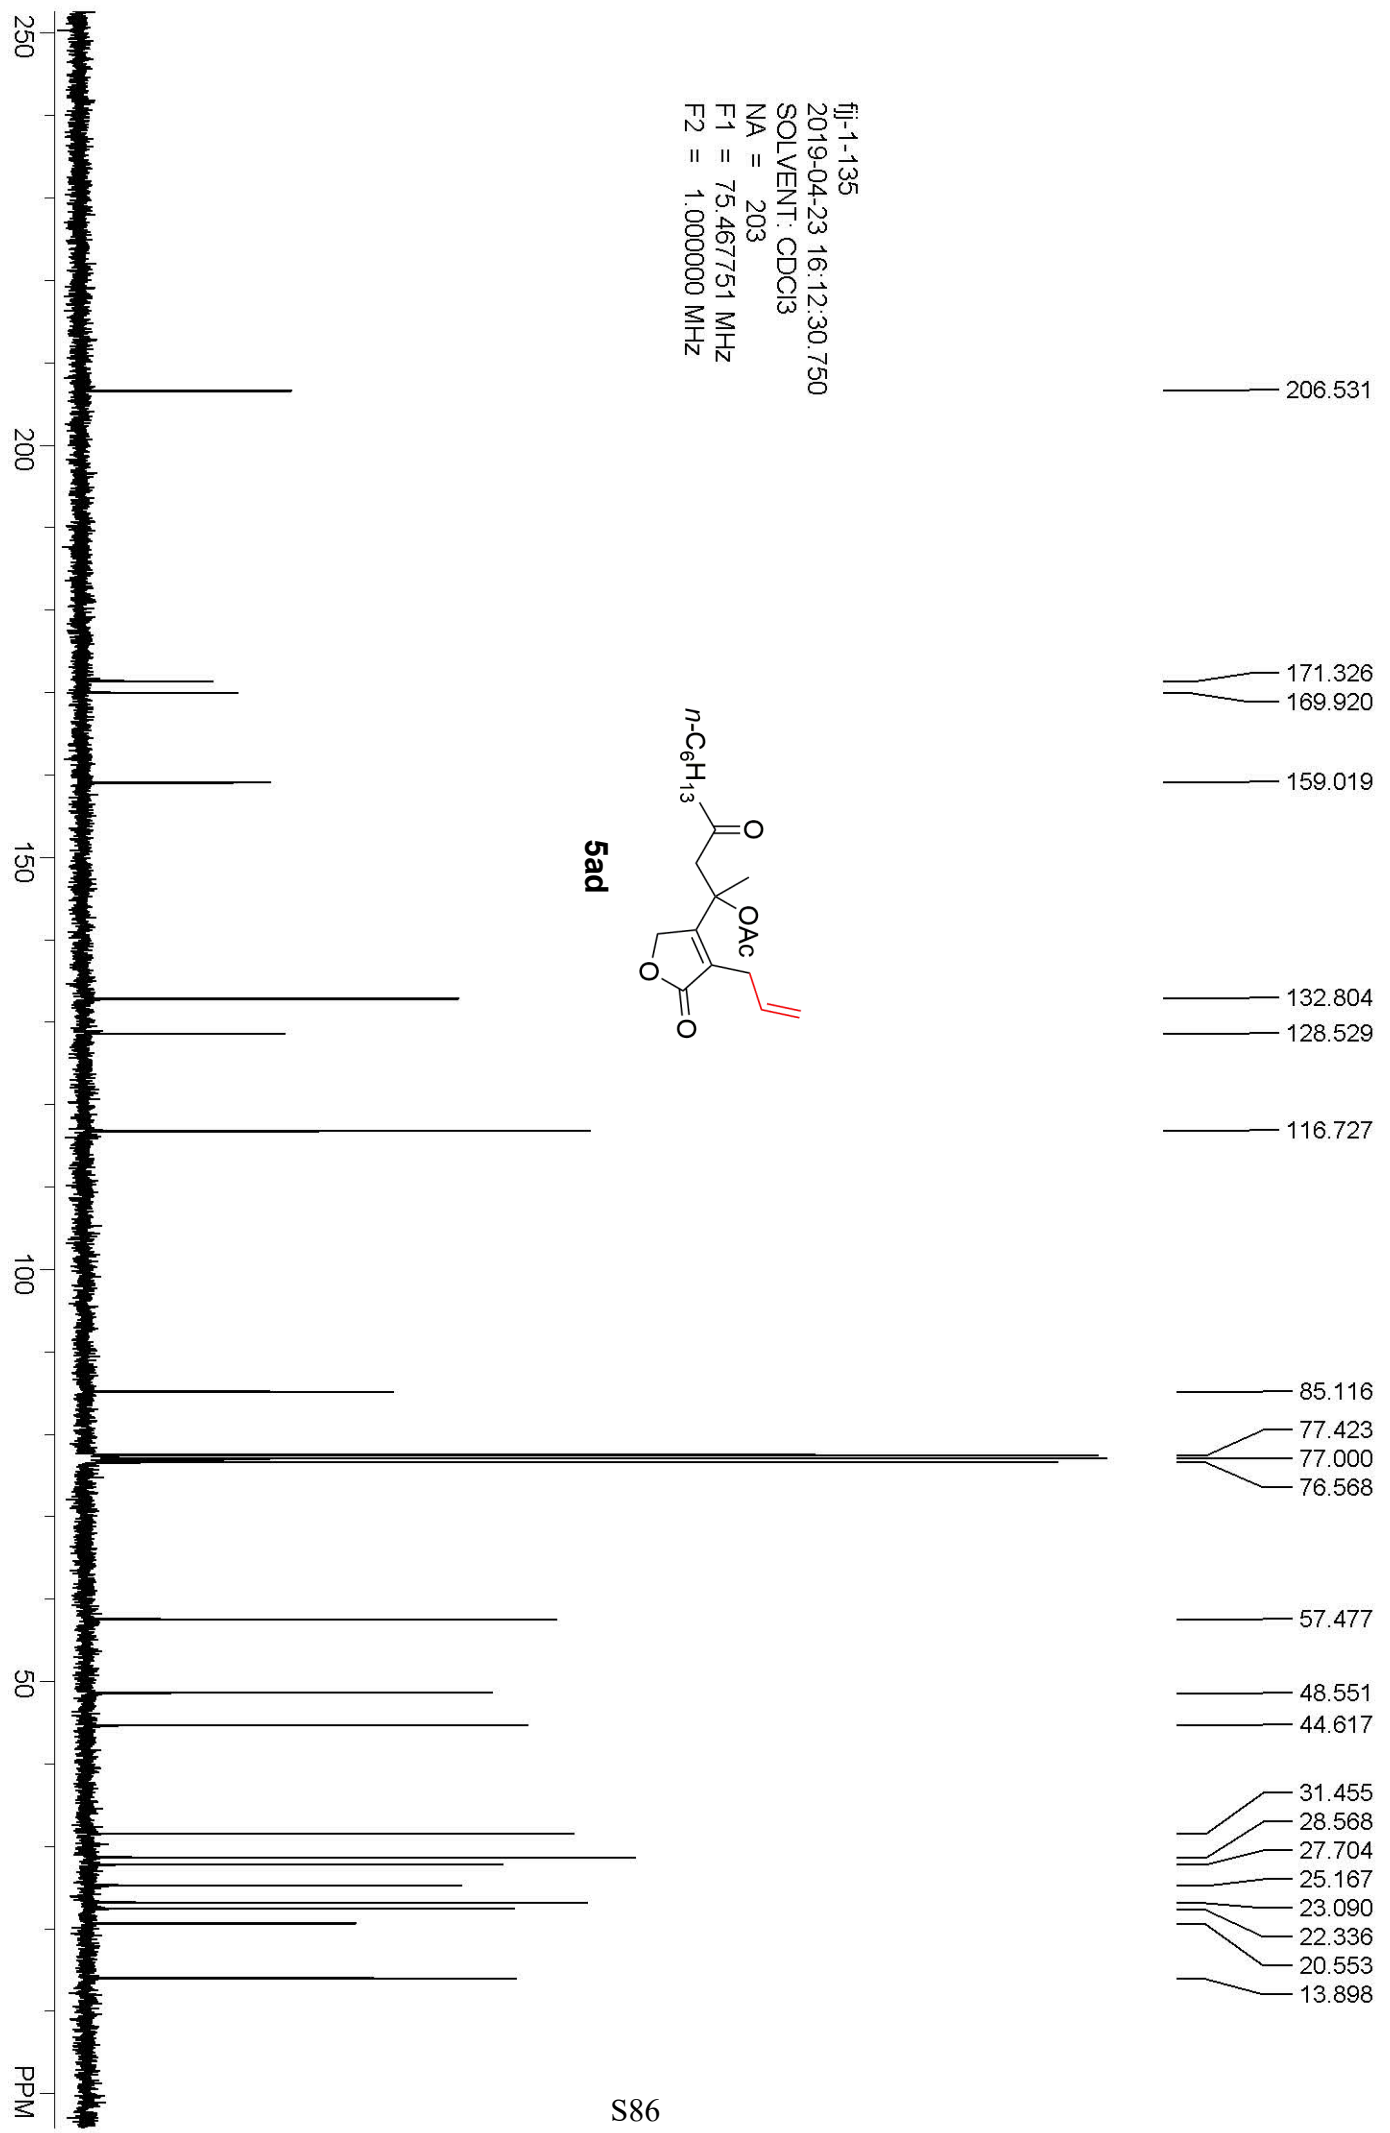 fjj-1-135
2019-04-23 16:12:30.750
SOLVENT: CDCl3
NA = 203
F1 = 75.467751 MHz
F2 = 1.000000 MHz
206.531
171.326
169.920
159.019
132.804
128.529
116.727
85.116
77.423
77.000
76.568
57.477
48.551
44.617
31.455
28.568
27.704
25.167
23.090
22.336
20.553
13.898
O
OAc
n-C6H13
O
O
5ad
250
200
150
100
50
PPM
S86